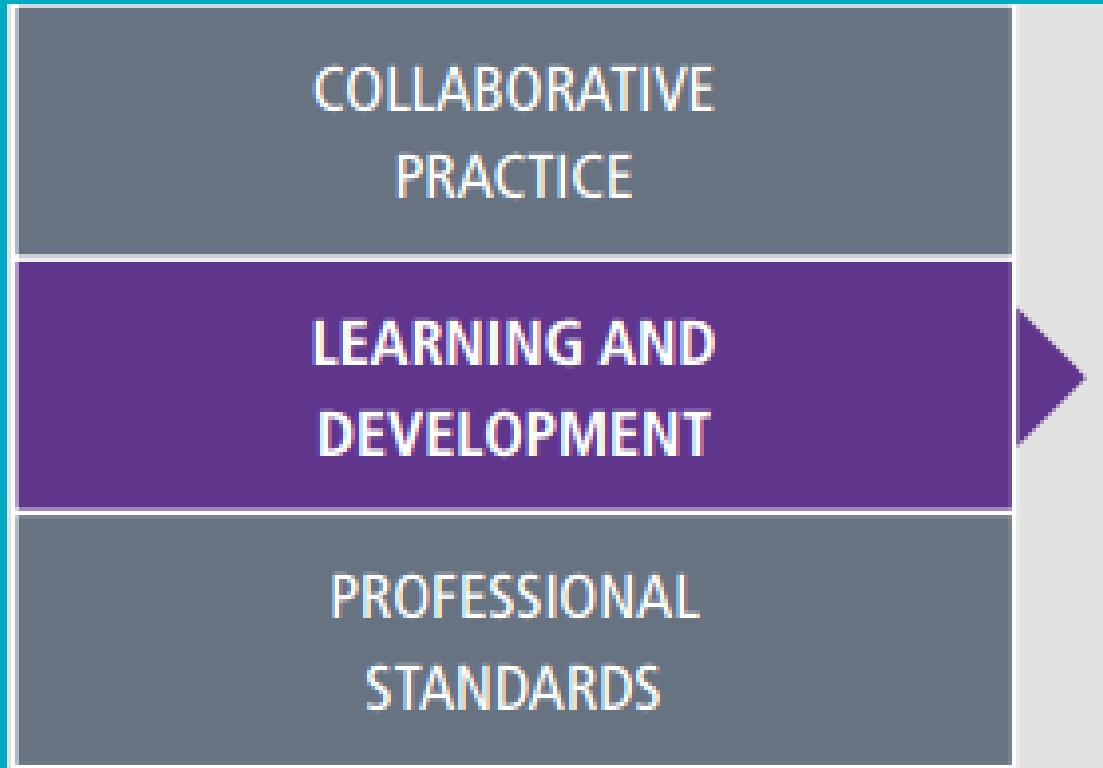 COLLABORATIVE
PRACTICE
LEARNING AND
DEVELOPMENT
PROFESSIONAL
STANDARDS